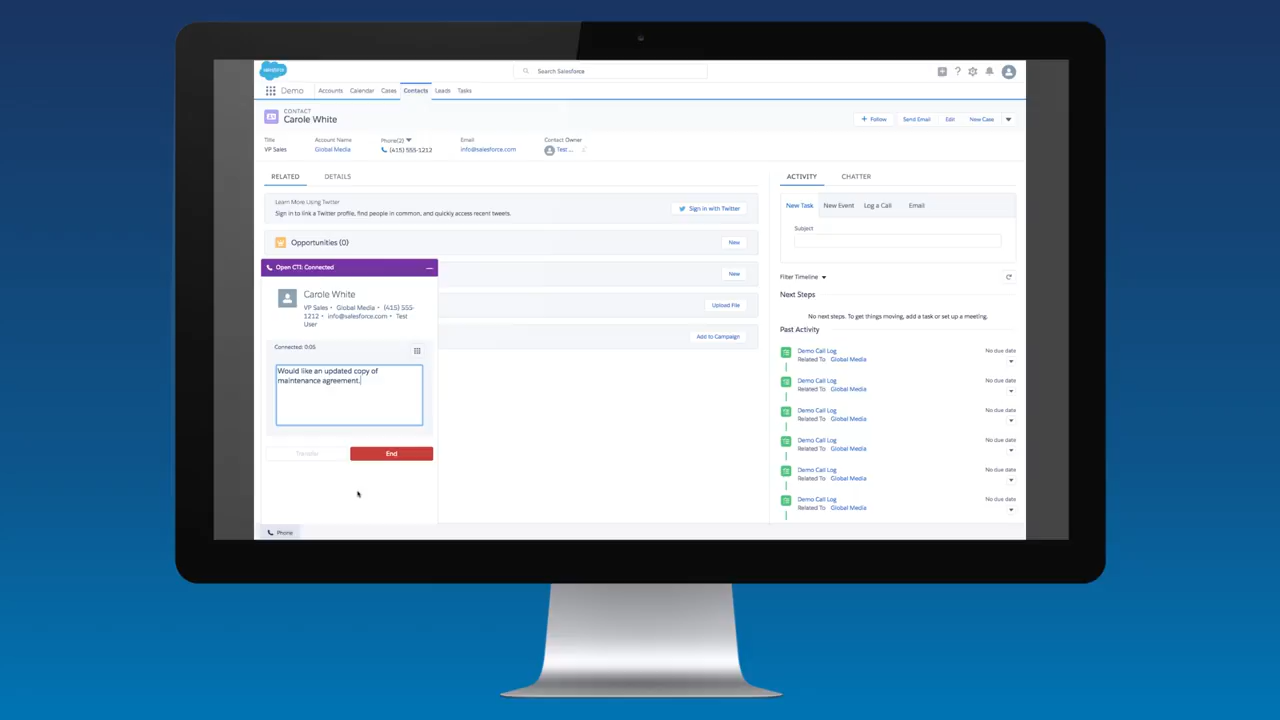 salesforce
Search Salesforce
Demo
Accounts
Calendar
Cases
Contacts
Leads
Tasks
CONTACT
Carole White
+ Follow
Send Email
Edit
New Case
Title
VP Sales
Account Name
Global Media
Phone(2)
(415) 555-1212
Email
info@salesforce.com
Contact Owner
Test ...
RELATED
DETAILS
Learn More Using Twitter
Sign in to link a Twitter profile, find people in common, and quickly access recent tweets.
Sign in with Twitter
Opportunities (0)
New
New
Upload File
Add to Campaign
Open CTI: Connected
Carole White
VP Sales • Global Media • (415) 555-
1212 • info@salesforce.com • Test
User
Connected: 0:05
Would like an updated copy of
maintenance agreement.
Transfer
End
Phone
ACTIVITY
CHATTER
New Task
New Event
Log a Call
Email
Subject
Filter Timeline
Next Steps
No next steps. To get things moving, add a task or set up a meeting.
Past Activity
Demo Call Log
No due date
Related To Global Media
Demo Call Log
No due date
Related To Global Media
Demo Call Log
No due date
Related To Global Media
Demo Call Log
No due date
Related To Global Media
Demo Call Log
No due date
Related To Global Media
Demo Call Log
No due date
Related To Global Media